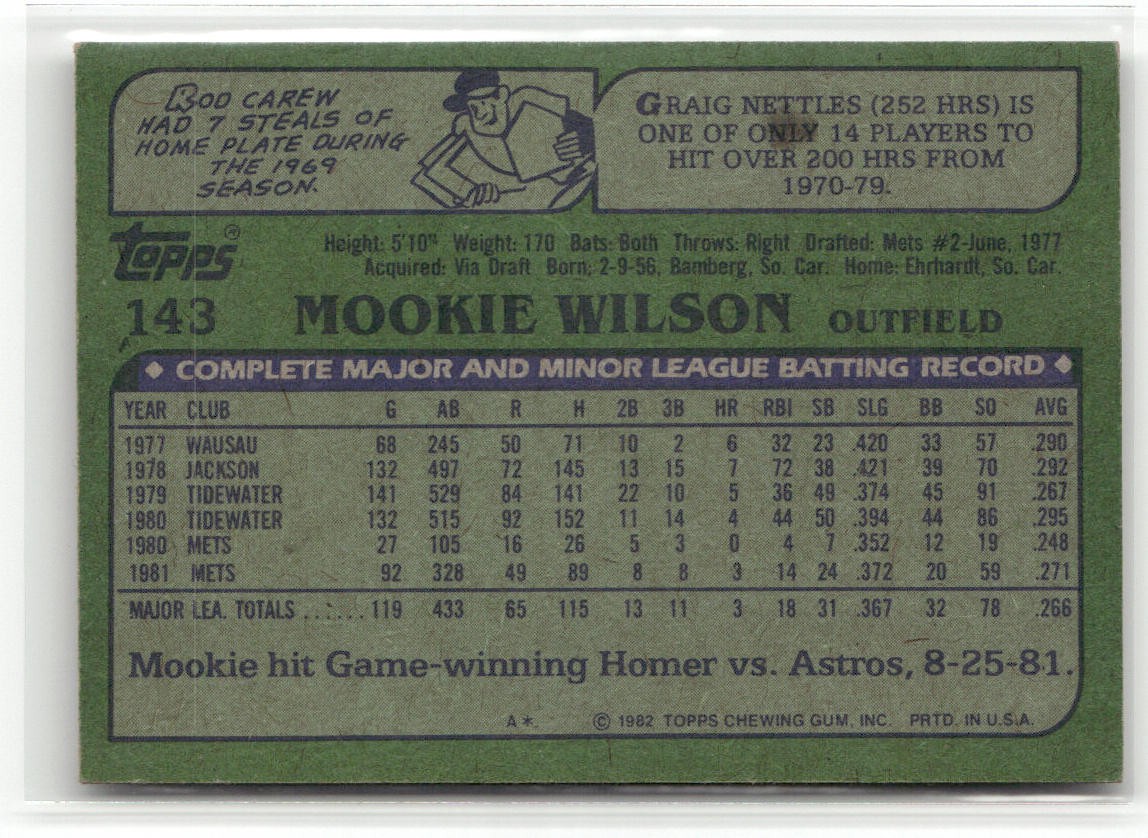 ROD CAREW
HAD 7 STEALS OF
HOME PLATE DURING
THE 1969
SEASON.
GRAIG NETTLES (252 HRS) IS
ONE OF ONLY 14 PLAYERS TO
HIT OVER 200 HRS FROM
1970-79.
TOPPS®
Height: 5'10" Weight: 170 Bats: Both Throws: Right Drafted: Mets #2-June, 1977
Acquired: Via Draft Born: 2-9-56, Bamberg, So. Car. Home: Ehrhardt, So. Car.
143 MOOKIE WILSON OUTFIELD
A
◆ COMPLETE MAJOR AND MINOR LEAGUE BATTING RECORD ◆
YEAR CLUB G AB R H 2B 3B HR RBI SB SLG BB SO AVG
1977 WAUSAU 68 245 50 71 10 2 6 32 23 .420 33 57 .290
1978 JACKSON 132 497 72 145 13 15 7 72 38 .421 39 70 .292
1979 TIDEWATER 141 529 84 141 22 10 5 36 49 .374 45 91 .267
1980 TIDEWATER 132 515 92 152 11 14 4 44 50 .394 44 86 .295
1980 METS 27 105 16 26 5 3 0 4 7 .352 12 19 .248
1981 METS 92 328 49 89 8 8 3 14 24 .372 20 59 .271
MAJOR LEA. TOTALS ...... 119 433 65 115 13 11 3 18 31 .367 32 78 .266
Mookie hit Game-winning Homer vs. Astros, 8-25-81.
A* © 1982 TOPPS CHEWING GUM, INC. PRTD. IN U.S.A.